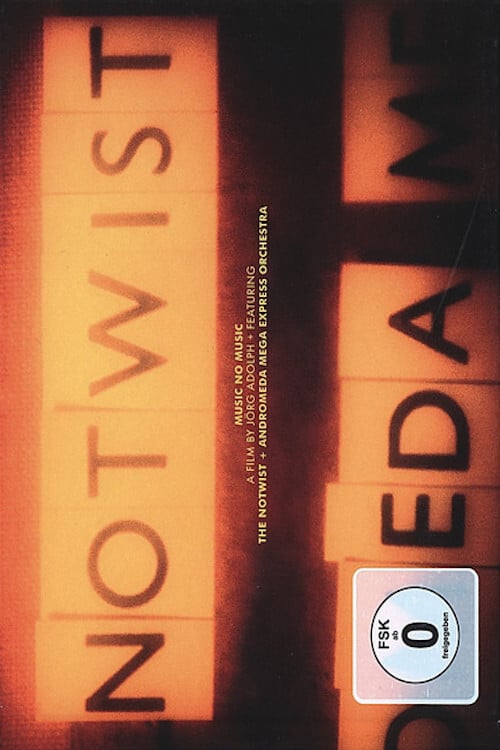 NOTWIST
MUSIC NO MUSIC
A FILM BY JÖRG ADOLPH + FEATURING
THE NOTWIST + ANDROMEDA MEGA EXPRESS ORCHESTRA
EDA ME
FSK
ab
0
freigegeben